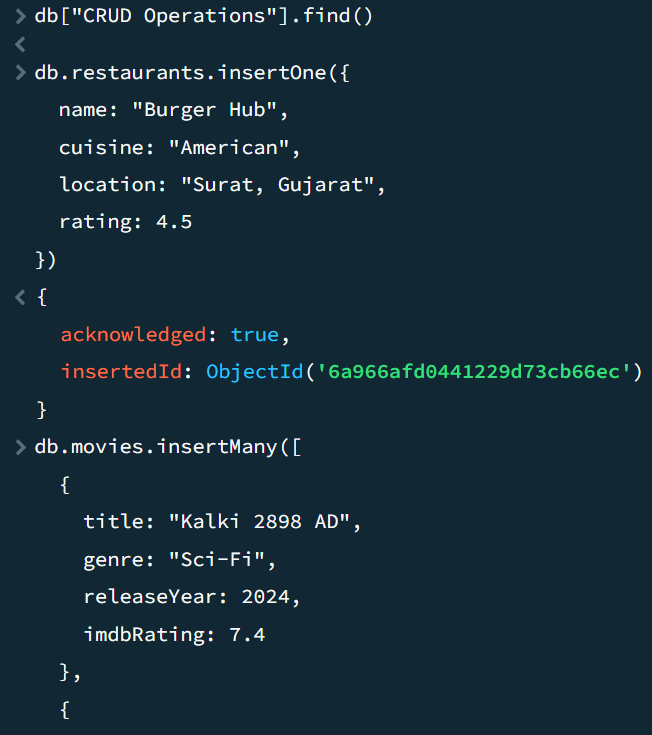 > db["CRUD Operations"].find()
<
> db.restaurants.insertOne({
    name: "Burger Hub",
    cuisine: "American",
    location: "Surat, Gujarat",
    rating: 4.5
  })
< {
    acknowledged: true,
    insertedId: ObjectId('6a966afd0441229d73cb66ec')
  }
> db.movies.insertMany([
    {
      title: "Kalki 2898 AD",
      genre: "Sci-Fi",
      releaseYear: 2024,
      imdbRating: 7.4
    },
    {